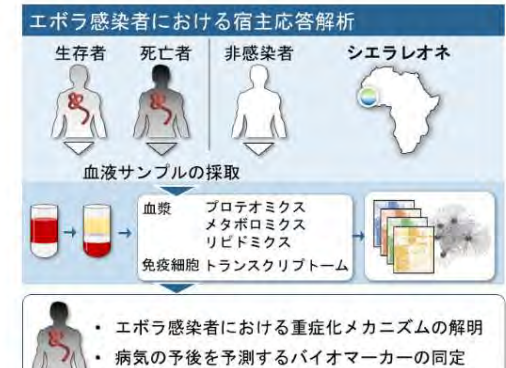 エボラ感染者における宿主応答解析
生存者 死亡者 非感染者 シエラレオネ
血液サンプルの採取
血漿 プロテオミクス
メタボロミクス
リピドミクス
免疫細胞 トランスクリプトーム
・ エボラ感染者における重症化メカニズムの解明
・ 病気の予後を予測するバイオマーカーの同定